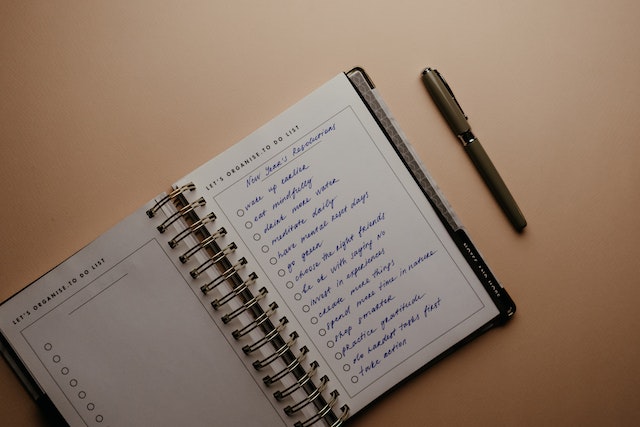 LET'S ORGANISE.TO DO LIST
LET'S ORGANISE.TO DO LIST
New Year's Resolutions
wake up earlier
eat mindfully
drink more water
meditate daily
have mental reset days
go green
choose the right friends
be ok with saying NO
invest in experiences
create more things
spend more time in nature
shop smarter
practice gratitude
do hardest tasks first
take action